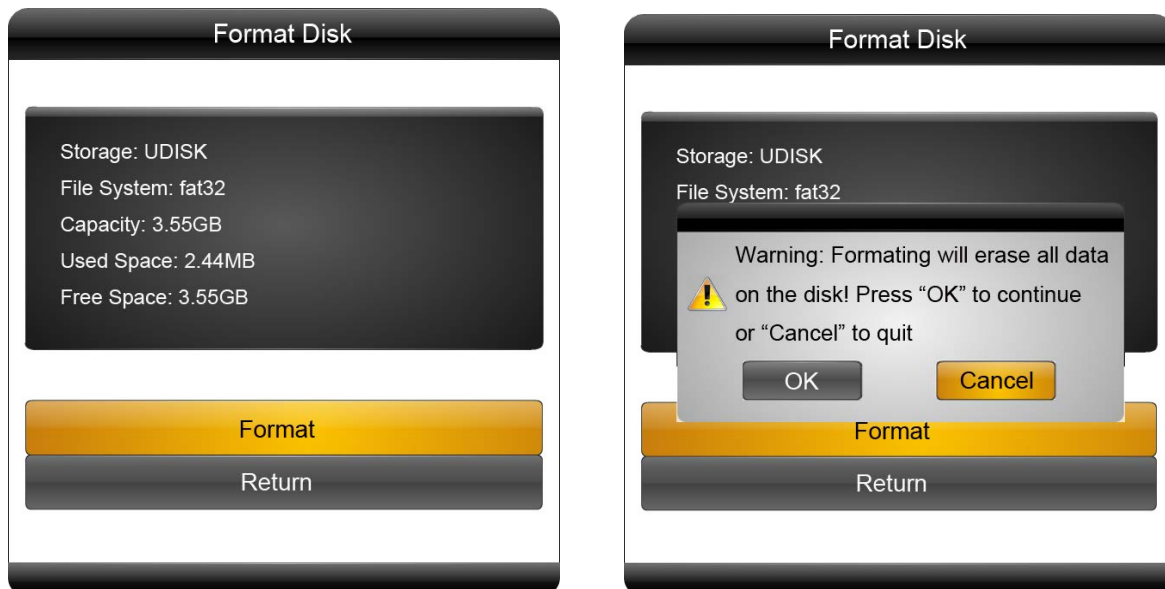 Format Disk
Storage: UDISK
File System: fat32
Capacity: 3.55GB
Used Space: 2.44MB
Free Space: 3.55GB
Format
Return
Format Disk
Storage: UDISK
File System: fat32
Warning: Formating will erase all data
on the disk! Press “OK” to continue
or “Cancel” to quit
OK
Cancel
Format
Return